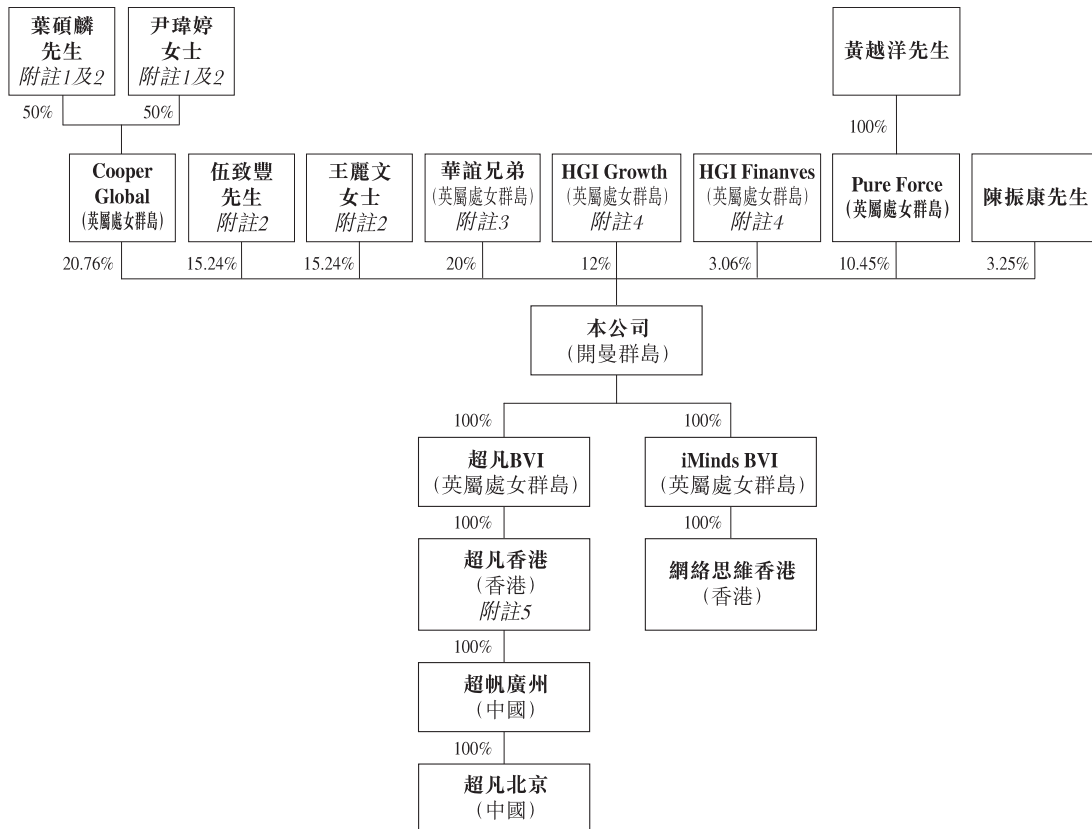 葉碩麟
先生
附註1及2
尹瑋婷
女士
附註1及2
黃越洋先生
50%
50%
100%
Cooper
Global
(英屬處女群島)
伍致豐
先生
附註2
王麗文
女士
附註2
華誼兄弟
(英屬處女群島)
附註3
HGI Growth
(英屬處女群島)
附註4
HGI Finanves
(英屬處女群島)
附註4
Pure Force
(英屬處女群島)
陳振康先生
20.76%
15.24%
15.24%
20%
12%
3.06%
10.45%
3.25%
本公司
(開曼群島)
100%
100%
超凡BVI
(英屬處女群島)
iMinds BVI
(英屬處女群島)
100%
100%
超凡香港
(香港)
附註5
網絡思維香港
(香港)
100%
超帆廣州
(中國)
100%
超凡北京
(中國)